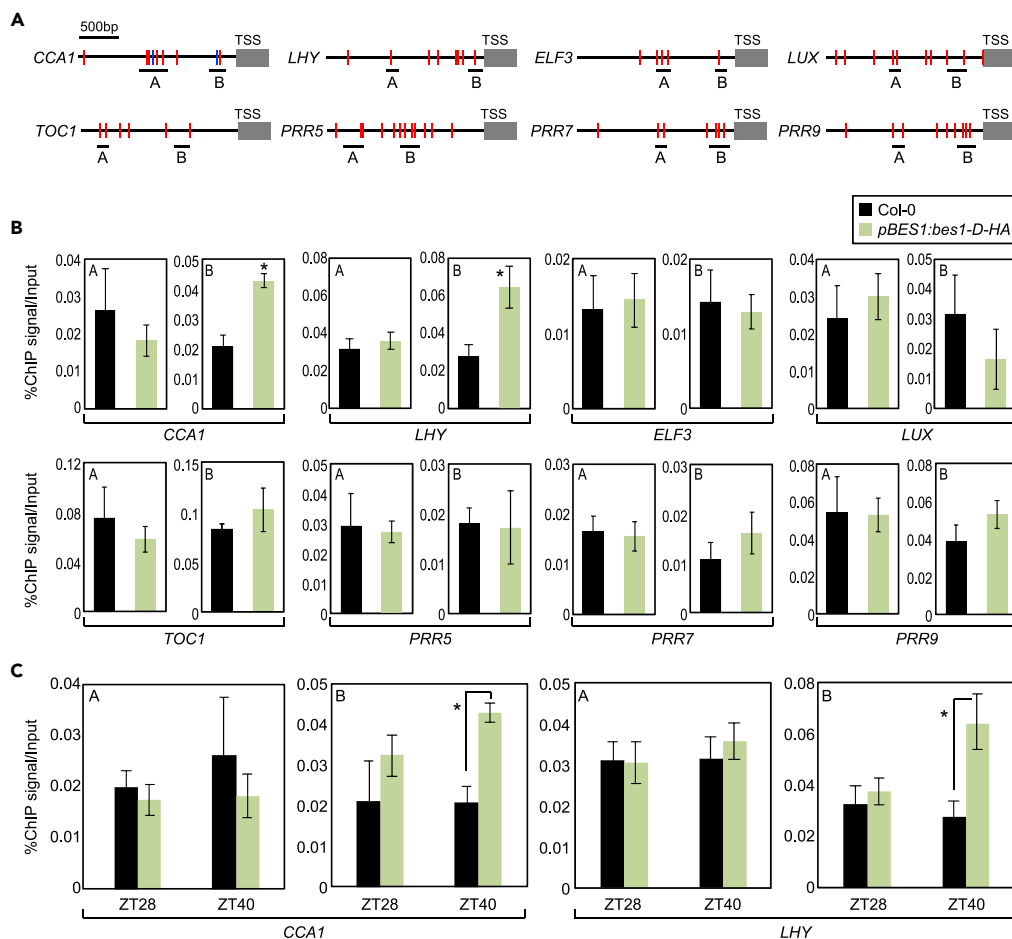 A
500bp
CCA1 TSS A B
LHY TSS A B
ELF3 TSS A B
LUX TSS A B
TOC1 TSS A B
PRR5 TSS A B
PRR7 TSS A B
PRR9 TSS A B
Col-0
pBES1:bes1-D-HA
B
%ChIP signal/Input
A 0.04 0.03 0.02 0.01 0
B 0.05 0.04 0.03 0.02 0.01 0 *
CCA1
A 0.08 0.06 0.04 0.02 0
B 0.08 0.06 0.04 0.02 0 *
LHY
A 0.02 0.01 0
B 0.02 0.01 0
ELF3
A 0.04 0.03 0.02 0.01 0
B 0.05 0.04 0.03 0.02 0.01 0
LUX
%ChIP signal/Input
A 0.12 0.08 0.04 0
B 0.15 0.1 0.05 0
TOC1
A 0.05 0.04 0.03 0.02 0.01 0
B 0.03 0.02 0.01 0
PRR5
A 0.03 0.02 0.01 0
B 0.03 0.02 0.01 0
PRR7
A 0.08 0.06 0.04 0.02 0
B 0.08 0.06 0.04 0.02 0
PRR9
C
%ChIP signal/Input
A 0.04 0.03 0.02 0.01 0 ZT28 ZT40
B 0.05 0.04 0.03 0.02 0.01 0 * ZT28 ZT40
CCA1
A 0.05 0.04 0.03 0.02 0.01 0 ZT28 ZT40
B 0.08 0.06 0.04 0.02 0 * ZT28 ZT40
LHY